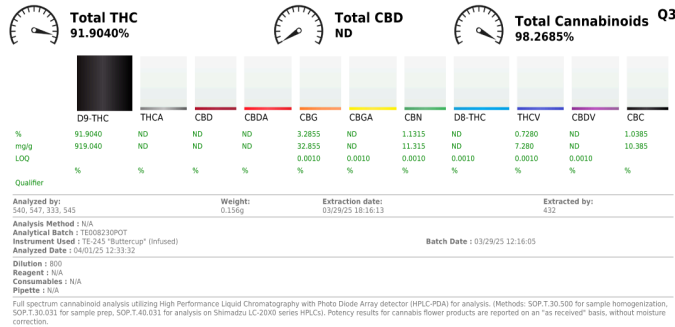 Total THC
91.9040%
Total CBD
ND
Total Cannabinoids
98.2685%
Q3
D9-THC THCA CBD CBDA CBG CBGA CBN D8-THC THCV CBDV CBC
% 91.9040 ND ND ND 3.2855 ND 1.1315 ND 0.7280 ND 1.0385
mg/g 919.040 ND ND ND 32.855 ND 11.315 ND 7.280 ND 10.385
LOQ 0.0010 0.0010 0.0010 0.0010 0.0010 0.0010
% % % % % % % % % % %
Qualifier
Analyzed by: Weight: Extraction date: Extracted by:
540, 547, 333, 545 0.156g 03/29/25 18:16:13 432
Analysis Method : N/A
Analytical Batch : TE008230POT
Instrument Used : TE-245 "Buttercup" (Infused) Batch Date : 03/29/25 12:16:05
Analyzed Date : 04/01/25 12:33:32
Dilution : 800
Reagent : N/A
Consumables : N/A
Pipette : N/A
Full spectrum cannabinoid analysis utilizing High Performance Liquid Chromatography with Photo Diode Array detector (HPLC-PDA) for analysis. (Methods: SOP.T.30.500 for sample homogenization,
SOP.T.30.031 for sample prep, SOP.T.40.031 for analysis on Shimadzu LC-20X0 series HPLCs). Potency results for cannabis flower products are reported on an "as received" basis, without moisture
correction.